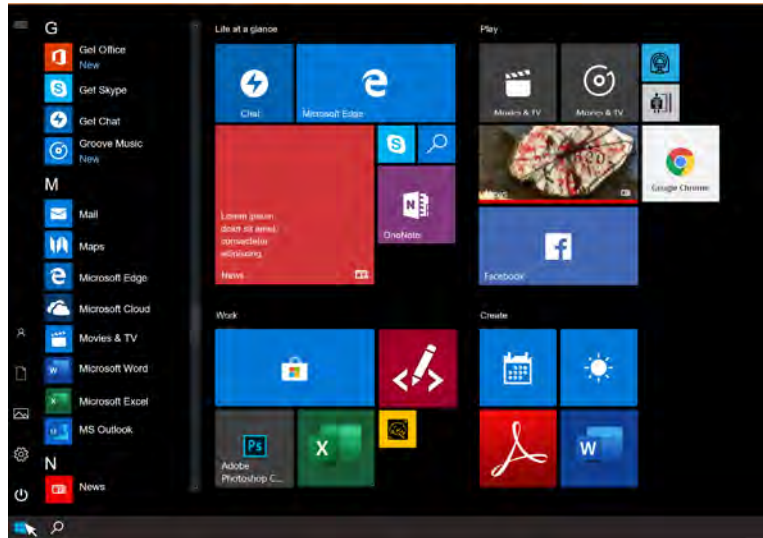 G
Get Office
New
Get Skype
Get Chat
Groove Music
New
M
Mail
Maps
Microsoft Edge
Microsoft Cloud
Movies & TV
Microsoft Word
Microsoft Excel
MS Outlook
N
News
Life at a glance
Chat
Microsoft Edge
Lorem ipsum
dolor sit amet,
consectetur
adipiscing
News
OneNote
Play
Movies & TV
Movies & TV
News
Google Chrome
Facebook
Work
Ps
Adobe
Photoshop C...
X
Create
W